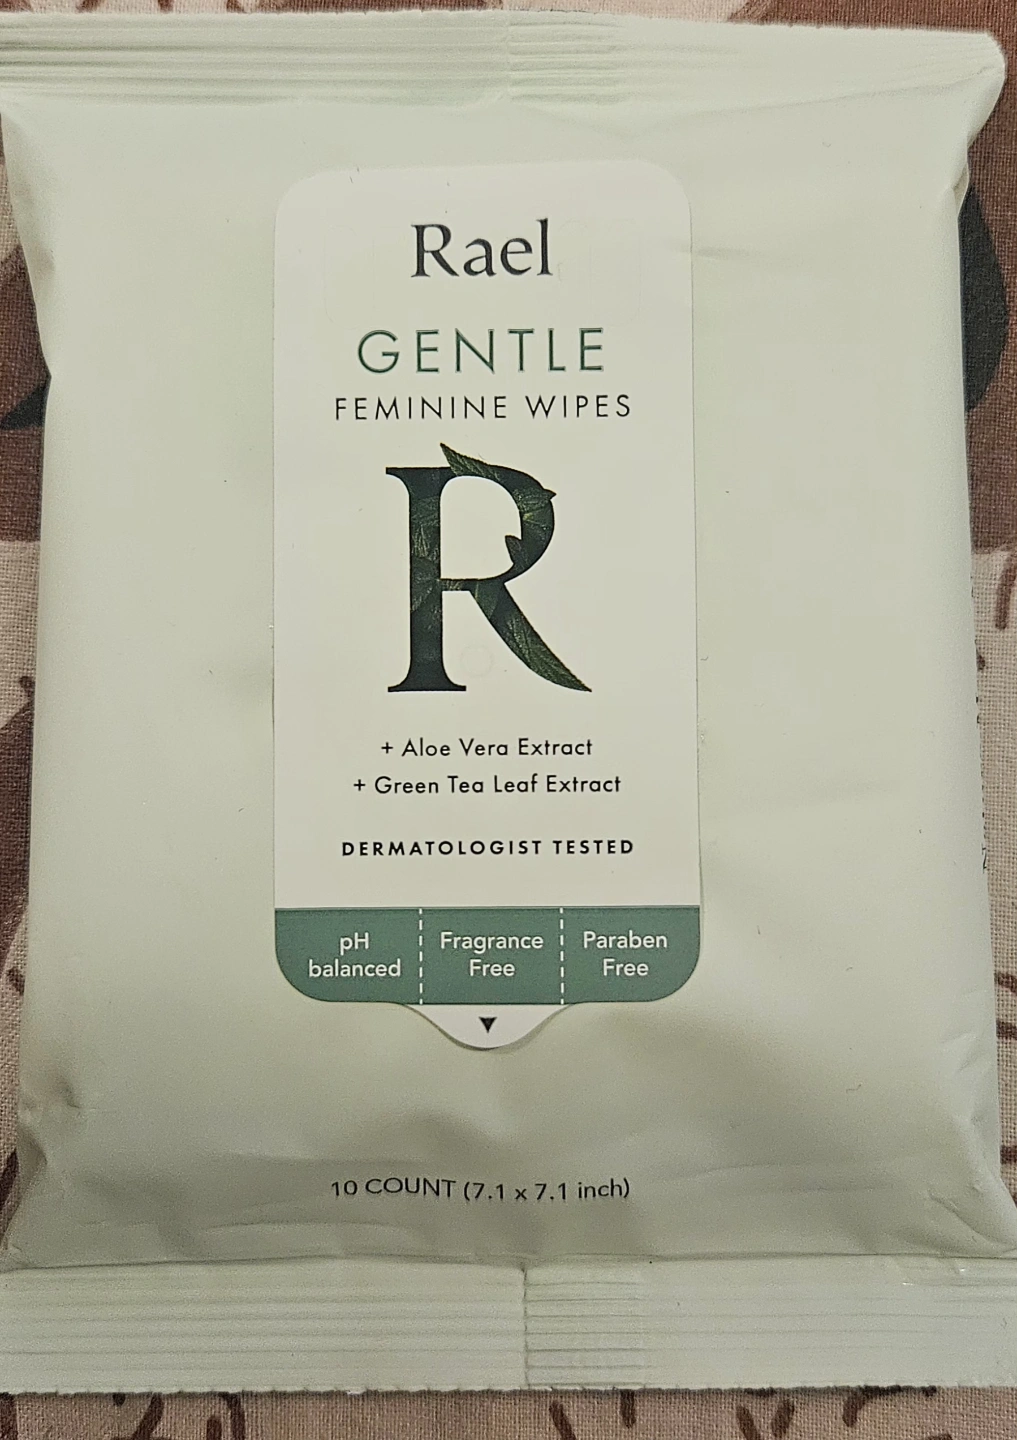 Rael
GENTLE
FEMININE WIPES
R
+ Aloe Vera Extract
+ Green Tea Leaf Extract
DERMATOLOGIST TESTED
pH
balanced
Fragrance
Free
Paraben
Free
10 COUNT (7.1 x 7.1 inch)